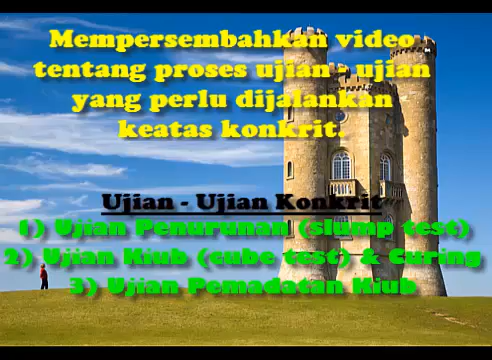 Mempersembahkan video
tentang proses ujian - ujian
yang perlu dijalankan
keatas konkrit.
Ujian - Ujian Konkrit
1) Ujian Penurunan (slump test)
2) Ujian Kiub (cube test) & Curing
3) Ujian Pemadatan Kiub